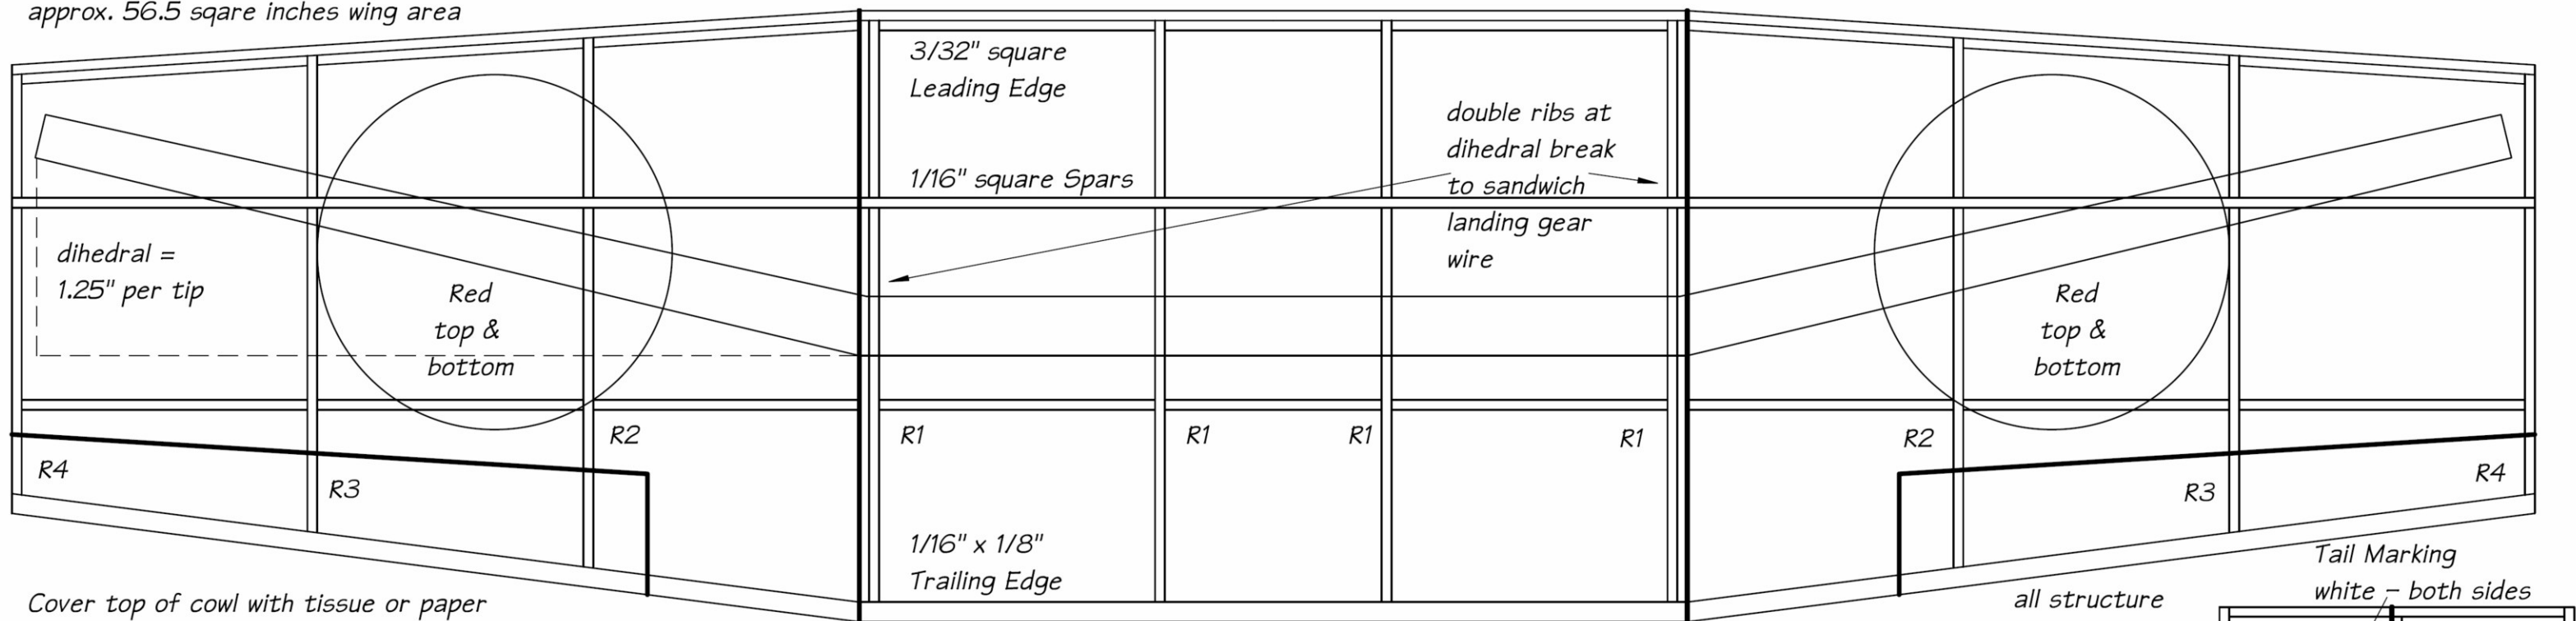 approx. 56.5 sqare inches wing area
3/32" square
Leading Edge
1/16" square Spars
double ribs at
dihedral break
to sandwich
landing gear
wire
dihedral =
1.25" per tip
Red
top &
bottom
Red
top &
bottom
R4
R3
R2
R1
R1
R1
R1
R2
R3
R4
1/16" x 1/8"
Trailing Edge
Cover top of cowl with tissue or paper
all structure
Tail Marking
white - both sides